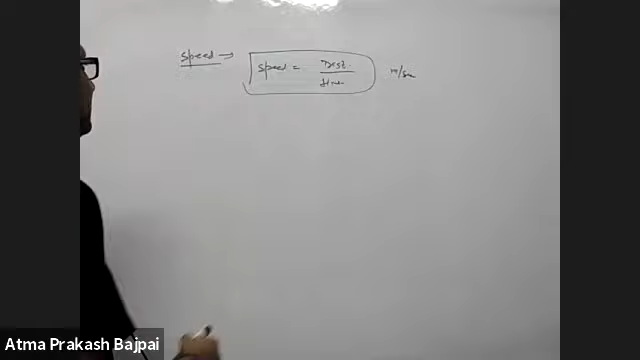 Speed → Speed = Dist. / time m/sec
Atma Prakash Bajpai